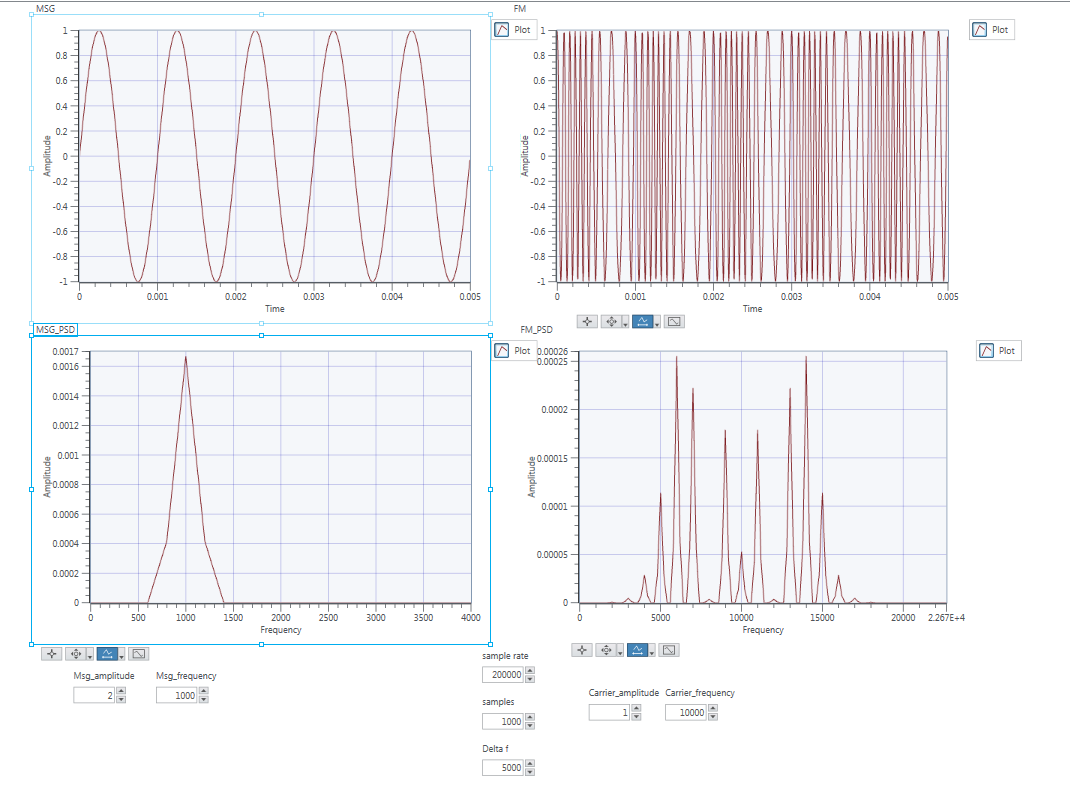 MSG
FM
Plot
Plot
1
0.8
0.6
0.4
0.2
0
-0.2
-0.4
-0.6
-0.8
-1
Amplitude
0 0.001 0.002 0.003 0.004 0.005
Time
1
0.8
0.6
0.4
0.2
0
-0.2
-0.4
-0.6
-0.8
-1
Amplitude
0 0.001 0.002 0.003 0.004 0.005
Time
MSG_PSD
FM_PSD
Plot
Plot
0.0017
0.0016
0.0014
0.0012
0.001
0.0008
0.0006
0.0004
0.0002
0
Amplitude
0 500 1000 1500 2000 2500 3000 3500 4000
Frequency
0.00026
0.00025
0.0002
0.00015
0.0001
0.00005
0
Amplitude
0 5000 10000 15000 20000 2.267E+4
Frequency
Msg_amplitude Msg_frequency
2 1000
sample rate
200000
samples
1000
Delta f
5000
Carrier_amplitude Carrier_frequency
1 10000